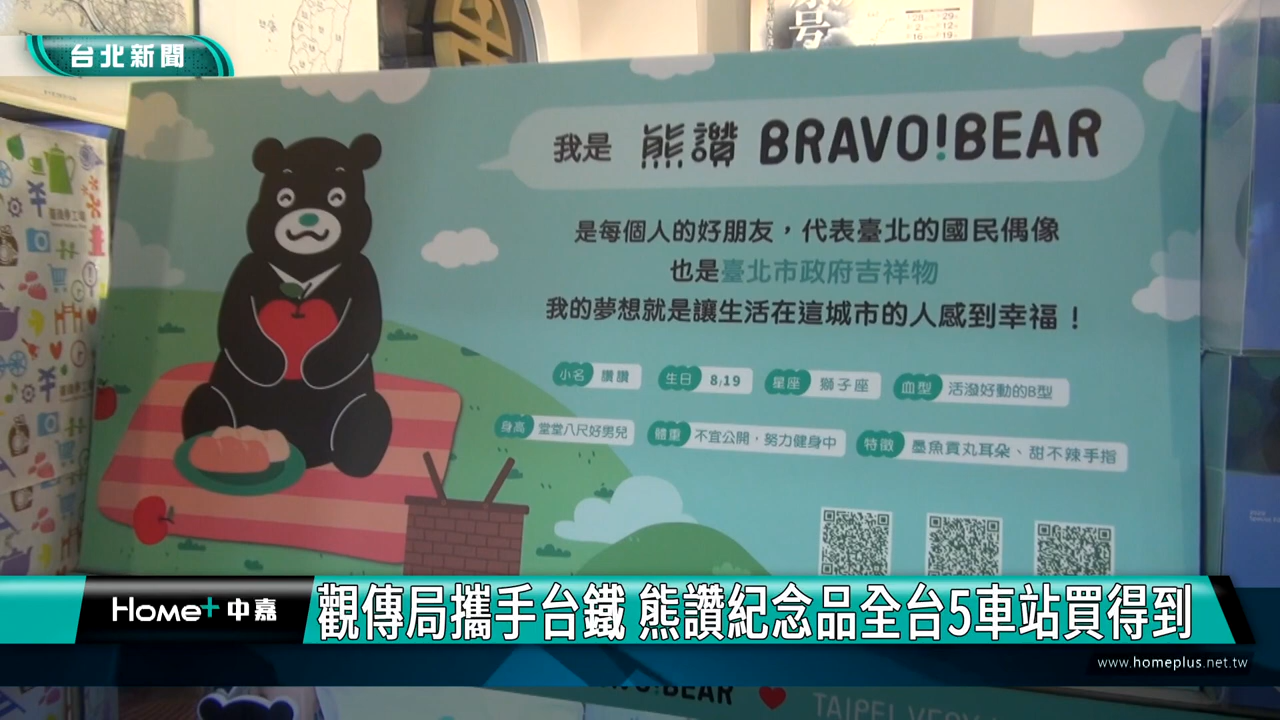 台北新聞
我是 熊讚 BRAVO!BEAR
是每個人的好朋友，代表臺北的國民偶像
也是臺北市政府吉祥物
我的夢想就是讓生活在這城市的人感到幸福！
小名 讚讚 生日 8.19 星座 獅子座 血型 活潑好動的B型
身高 堂堂八尺好男兒 體重 不宜公開，努力健身中 特徵 墨魚貢丸耳朵、甜不辣手指
Home+ 中嘉
觀傳局攜手台鐵 熊讚紀念品全台5車站買得到
www.homeplus.net.tw
BEAR
TAIPEI